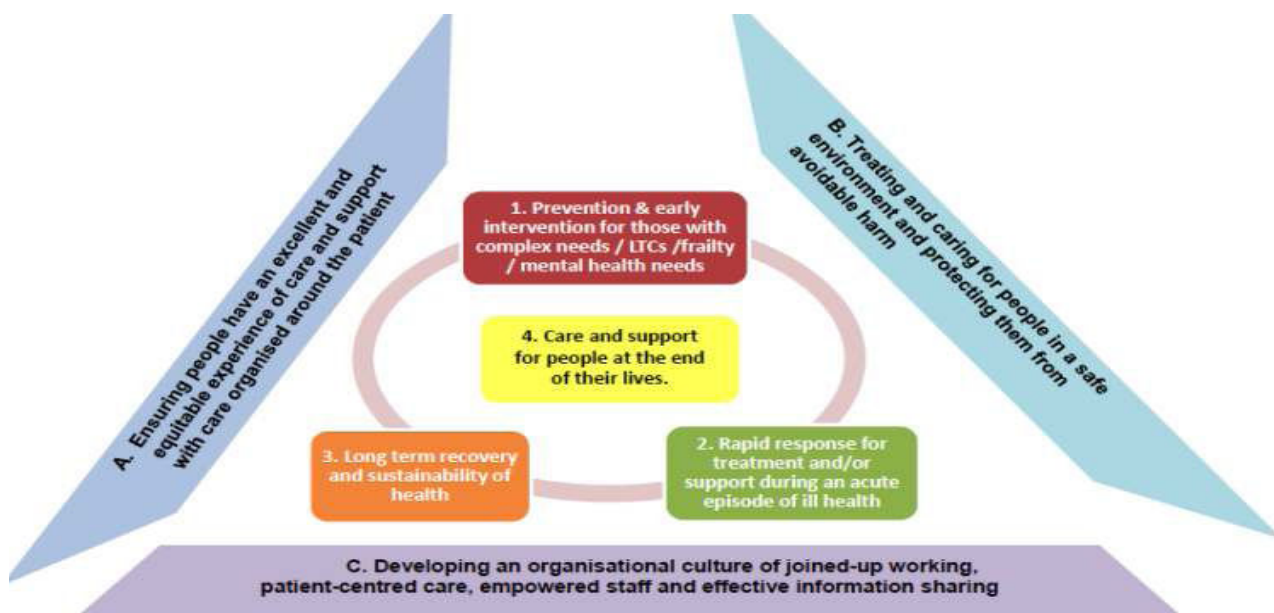 A. Ensuring people have an excellent and
equitable experience of care and support
with care organised around the patient
B. Treating and caring for people in a safe
environment and protecting them from
avoidable harm
1. Prevention & early
intervention for those with
complex needs / LTCs /frailty
/ mental health needs
4. Care and support
for people at the end
of their lives.
3. Long term recovery
and sustainability of
health
2. Rapid response for
treatment and/or
support during an acute
episode of ill health
C. Developing an organisational culture of joined-up working,
patient-centred care, empowered staff and effective information sharing